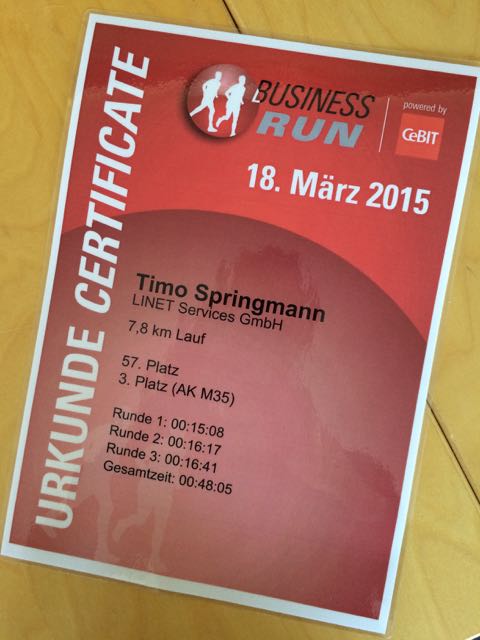 URKUNDE CERTIFICATE
BUSINESS
RUN
powered by
CeBIT
18. März 2015
Timo Springmann
LINET Services GmbH
7,8 km Lauf
57. Platz
3. Platz (AK M35)
Runde 1: 00:15:08
Runde 2: 00:16:17
Runde 3: 00:16:41
Gesamtzeit: 00:48:05